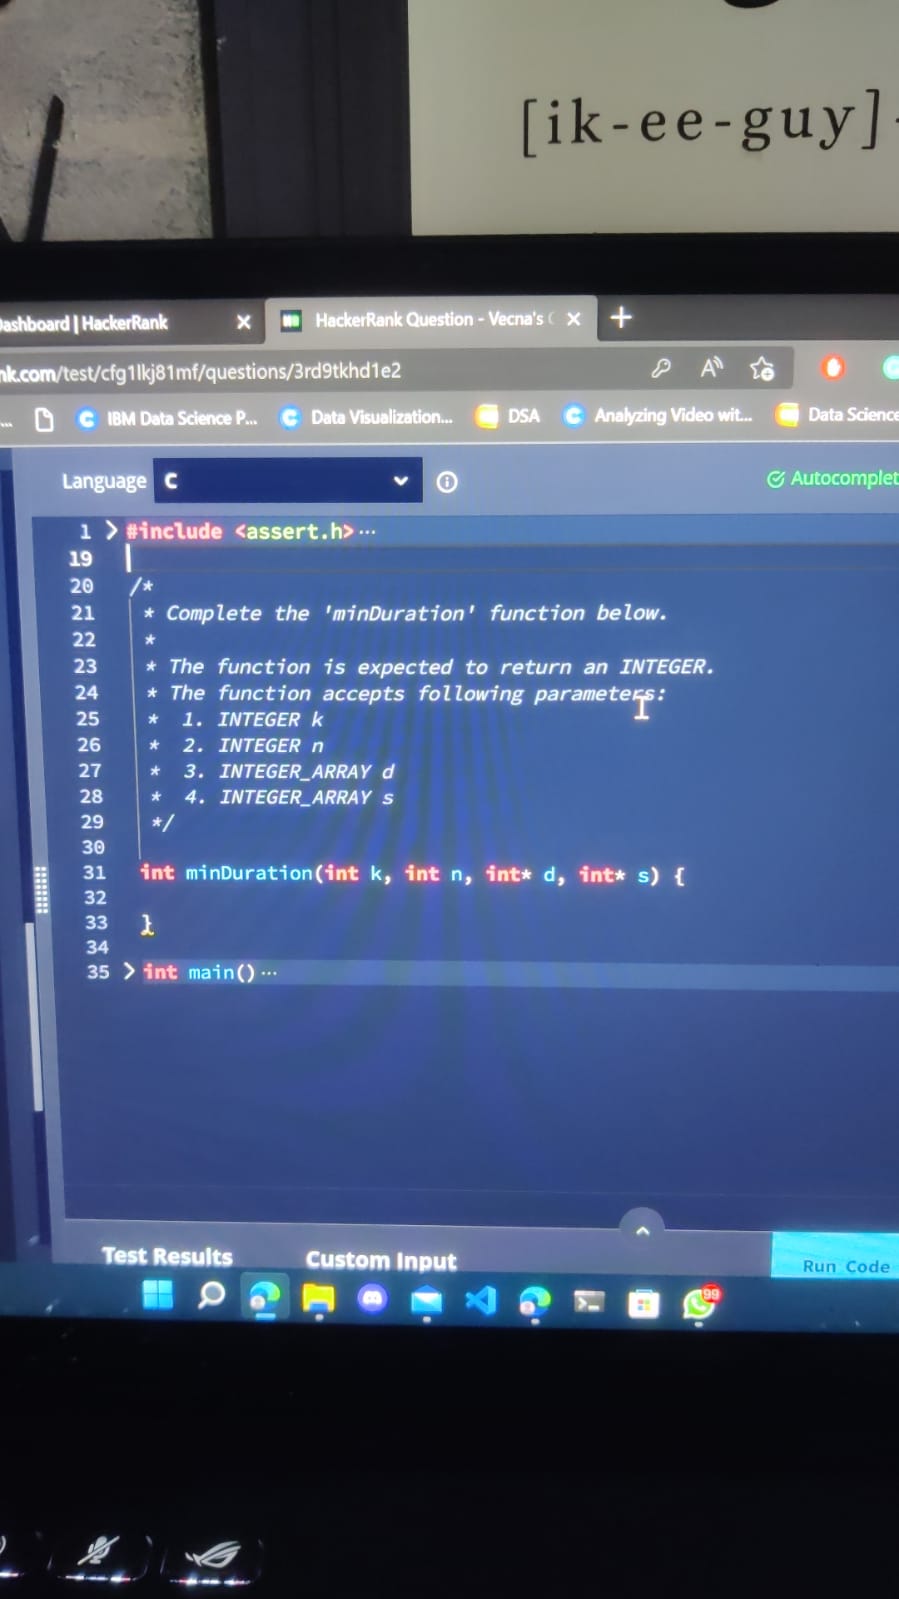 [ik-ee-guy]
Dashboard | HackerRank
HackerRank Question - Vecna's
nk.com/test/cfg1lkj81mf/questions/3rd9tkhd1e2
IBM Data Science P...
Data Visualization...
DSA
Analyzing Video wit...
Data Science
Language C
Autocomplet
1 #include <assert.h>...
19
20 /*
21 * Complete the 'minDuration' function below.
22 *
23 * The function is expected to return an INTEGER.
24 * The function accepts following parameters:
25 * 1. INTEGER k
26 * 2. INTEGER n
27 * 3. INTEGER_ARRAY d
28 * 4. INTEGER_ARRAY s
29 */
30
31 int minDuration(int k, int n, int* d, int* s) {
32
33 }
34
35 int main()...
Test Results
Custom Input
Run Code
99